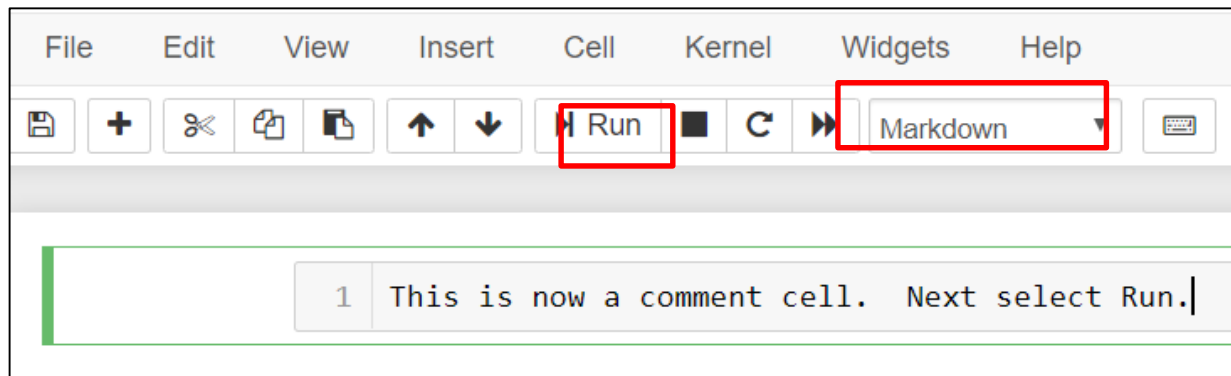 File Edit View Insert Cell Kernel Widgets Help
Run Markdown
1 This is now a comment cell.  Next select Run.